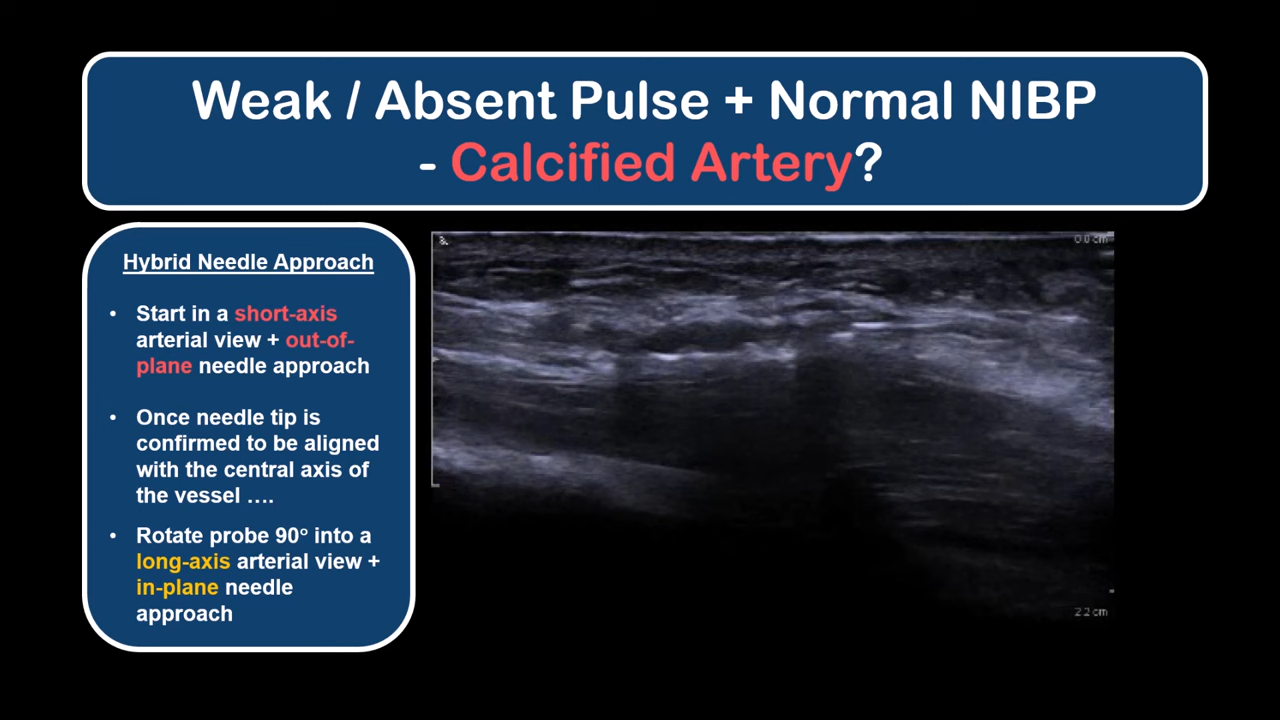 Weak / Absent Pulse + Normal NIBP
- Calcified Artery?
Hybrid Needle Approach
• Start in a short-axis
arterial view + out-of-
plane needle approach
• Once needle tip is
confirmed to be aligned
with the central axis of
the vessel ....
• Rotate probe 90° into a
long-axis arterial view +
in-plane needle
approach
0.0 cm
2.2 cm